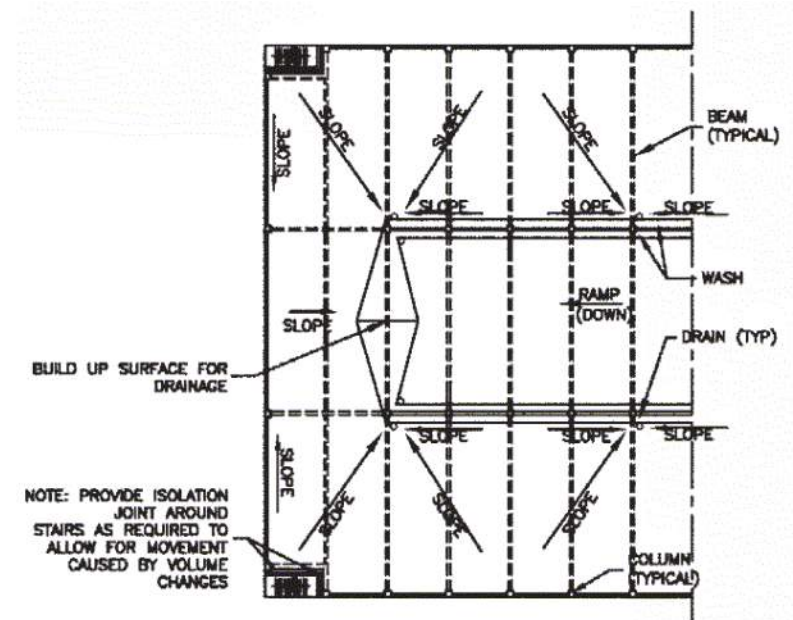 BEAM
(TYPICAL)
SLOPE
SLOPE
SLOPE
SLOPE
SLOPE
SLOPE
SLOPE
WASH
RAMP
(DOWN)
SLOPE
DRAIN (TYP)
BUILD UP SURFACE FOR
DRAINAGE
SLOPE
SLOPE
SLOPE
SLOPE
NOTE: PROVIDE ISOLATION
JOINT AROUND
STAIRS AS REQUIRED TO
ALLOW FOR MOVEMENT
CAUSED BY VOLUME
CHANGES
SLOPE
SLOPE
SLOPE
COLUMN
(TYPICAL)